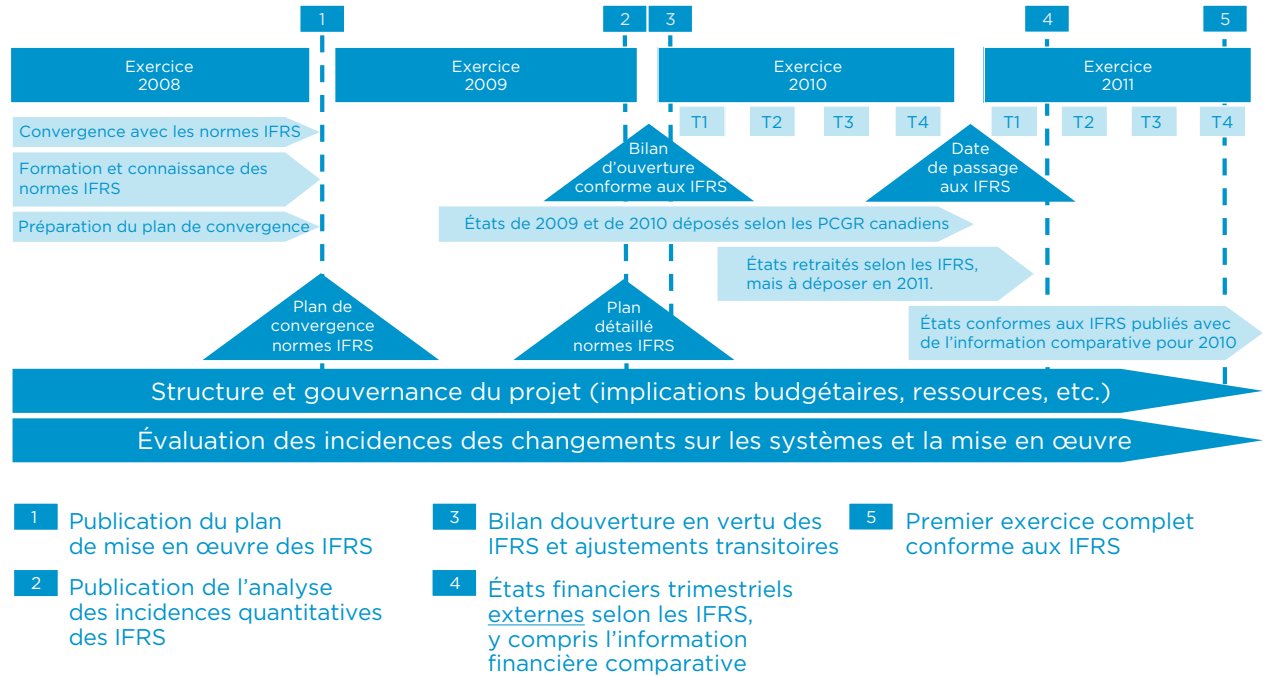 1
2
3
4
5
Exercice
2008
Exercice
2009
Exercice
2010
Exercice
2011
T1
T2
T3
T4
T1
T2
T3
T4
Convergence avec les normes IFRS
Formation et connaissance des
normes IFRS
Préparation du plan de convergence
Bilan
d'ouverture
conforme aux IFRS
Date
de passage
aux IFRS
États de 2009 et de 2010 déposés selon les PCGR canadiens
États retraités selon les IFRS,
mais à déposer en 2011.
États conformes aux IFRS publiés avec
de l'information comparative pour 2010
Plan de
convergence
normes IFRS
Plan
détaillé
normes IFRS
Structure et gouvernance du projet (implications budgétaires, ressources, etc.)
Évaluation des incidences des changements sur les systèmes et la mise en œuvre
1 Publication du plan
de mise en œuvre des IFRS
2 Publication de l'analyse
des incidences quantitatives
des IFRS
3 Bilan douverture en vertu des
IFRS et ajustements transitoires
4 États financiers trimestriels
externes selon les IFRS,
y compris l'information
financière comparative
5 Premier exercice complet
conforme aux IFRS